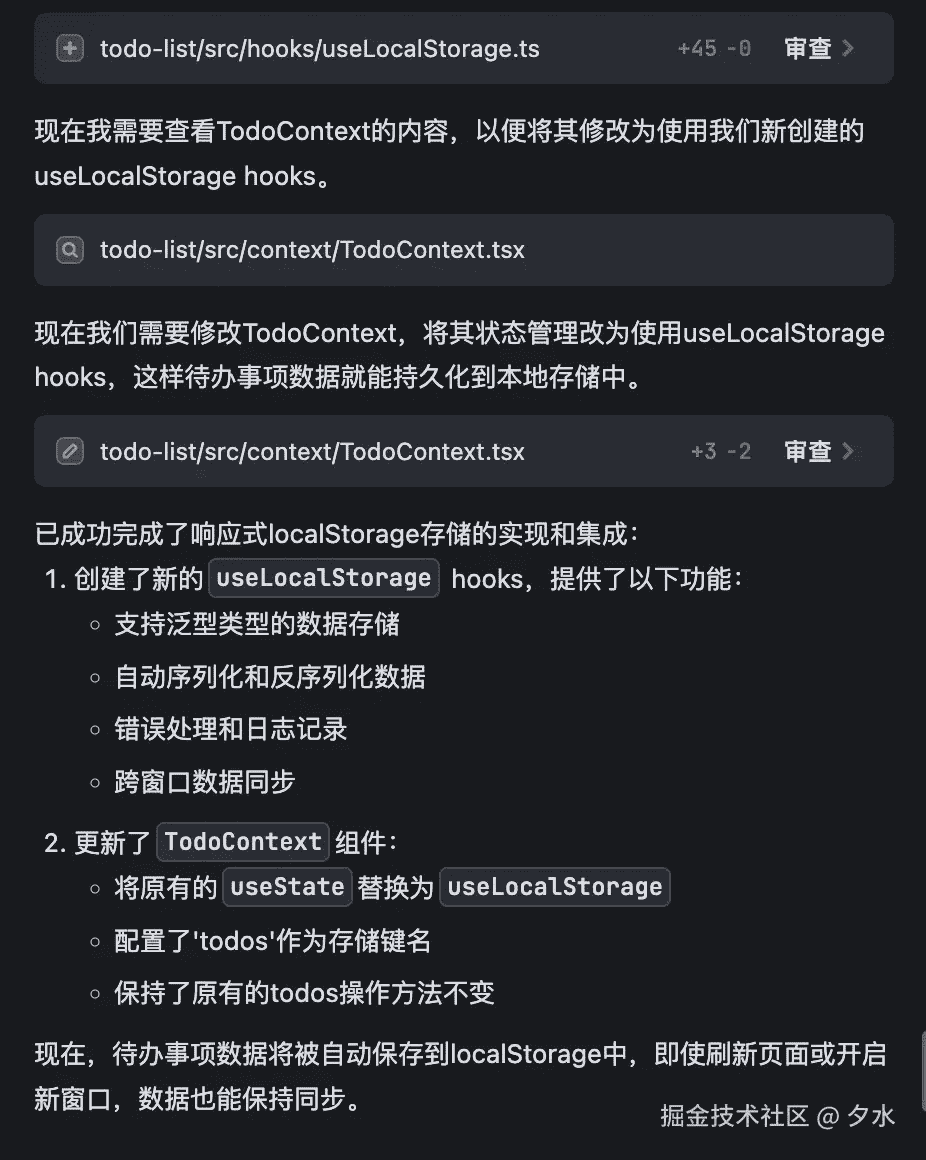 todo-list/src/hooks/useLocalStorage.ts +45 -0 审查
现在我需要查看TodoContext的内容，以便将其修改为使用我们新创建的
useLocalStorage hooks。
todo-list/src/context/TodoContext.tsx
现在我们需要修改TodoContext，将其状态管理改为使用useLocalStorage
hooks，这样待办事项数据就能持久化到本地存储中。
todo-list/src/context/TodoContext.tsx +3 -2 审查
已成功完成了响应式localStorage存储的实现和集成：
1. 创建了新的 useLocalStorage hooks，提供了以下功能：
支持泛型类型的数据存储
自动序列化和反序列化数据
错误处理和日志记录
跨窗口数据同步
2. 更新了 TodoContext 组件：
将原有的 useState 替换为 useLocalStorage
配置了'todos'作为存储键名
保持了原有的todos操作方法不变
现在，待办事项数据将被自动保存到localStorage中，即使刷新页面或开启
新窗口，数据也能保持同步。
掘金技术社区 @ 夕水